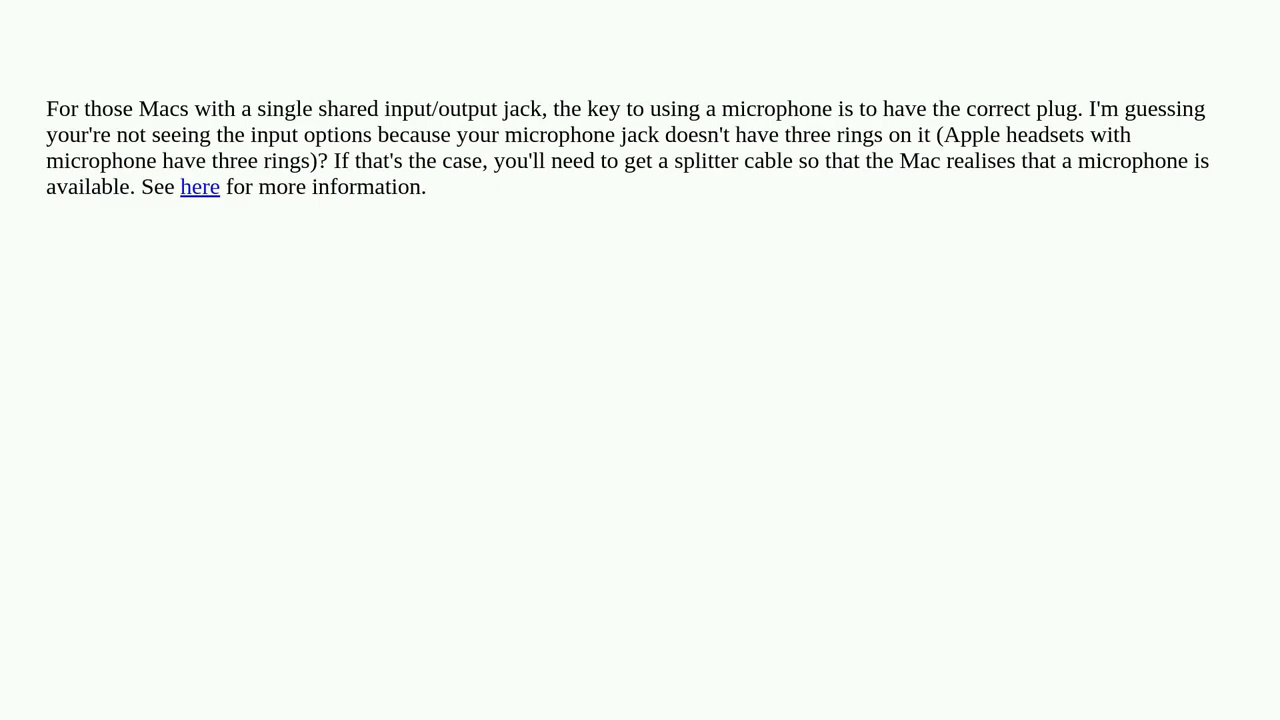 For those Macs with a single shared input/output jack, the key to using a microphone is to have the correct plug. I'm guessing
your're not seeing the input options because your microphone jack doesn't have three rings on it (Apple headsets with
microphone have three rings)? If that's the case, you'll need to get a splitter cable so that the Mac realises that a microphone is
available. See here for more information.